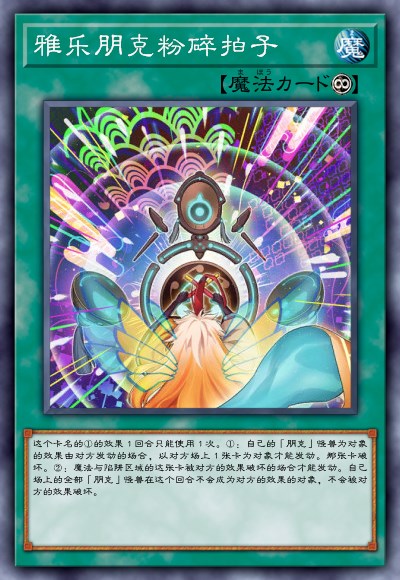 雅乐朋克粉碎拍子
魔
【魔法カード】
まほう
这个卡名的①的效果1回合只能使用1次。①：自己的「朋克」怪兽为对象
的效果由对方发动的场合，以对方场上1张卡为对象才能发动。那张卡破
坏。②：魔法与陷阱区域的这张卡被对方的效果破坏的场合才能发动。自己
场上的全部「朋克」怪兽在这个回合不会成为对方的效果的对象，不会被对
方的效果破坏。